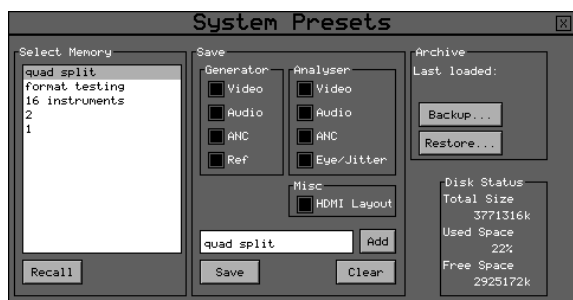 System Presets
X
Select Memory
quad split
format testing
16 instruments
2
1
Recall
Save
Generator
Video
Audio
ANC
Ref
Analyser
Video
Audio
ANC
Eye/Jitter
Misc
HDMI Layout
quad split
Add
Save
Clear
Archive
Last loaded:
Backup...
Restore...
Disk Status
Total Size
3771316k
Used Space
22%
Free Space
2925172k